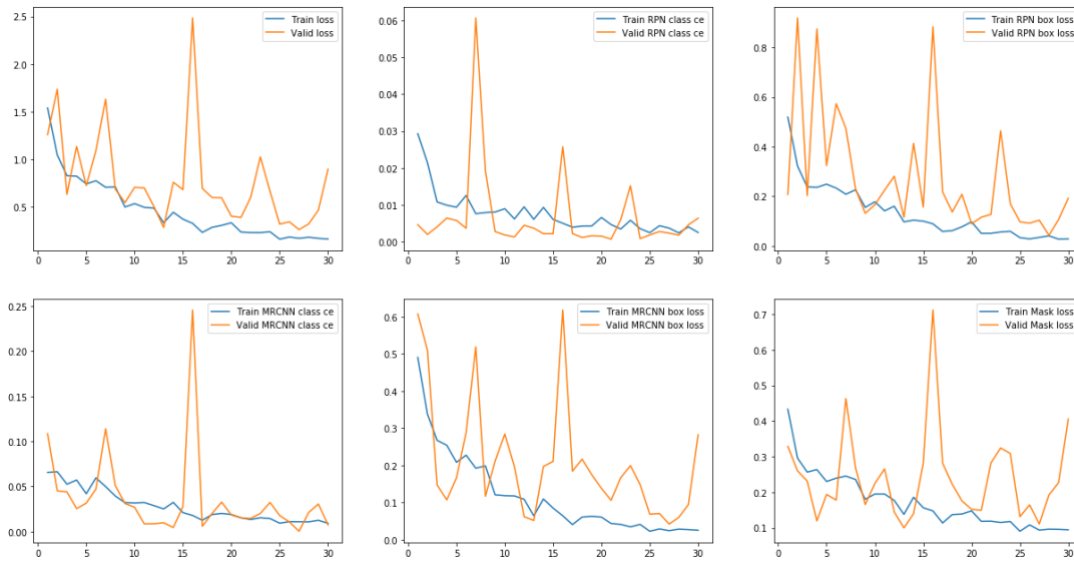 Train loss
Valid loss
2.5
2.0
1.5
1.0
0.5
0 5 10 15 20 25 30
Train RPN class ce
Valid RPN class ce
0.06
0.05
0.04
0.03
0.02
0.01
0.00
0 5 10 15 20 25 30
Train RPN box loss
Valid RPN box loss
0.8
0.6
0.4
0.2
0.0
0 5 10 15 20 25 30
Train MRCNN class ce
Valid MRCNN class ce
0.25
0.20
0.15
0.10
0.05
0.00
0 5 10 15 20 25 30
Train MRCNN box loss
Valid MRCNN box loss
0.6
0.5
0.4
0.3
0.2
0.1
0.0
0 5 10 15 20 25 30
Train Mask loss
Valid Mask loss
0.7
0.6
0.5
0.4
0.3
0.2
0.1
0 5 10 15 20 25 30